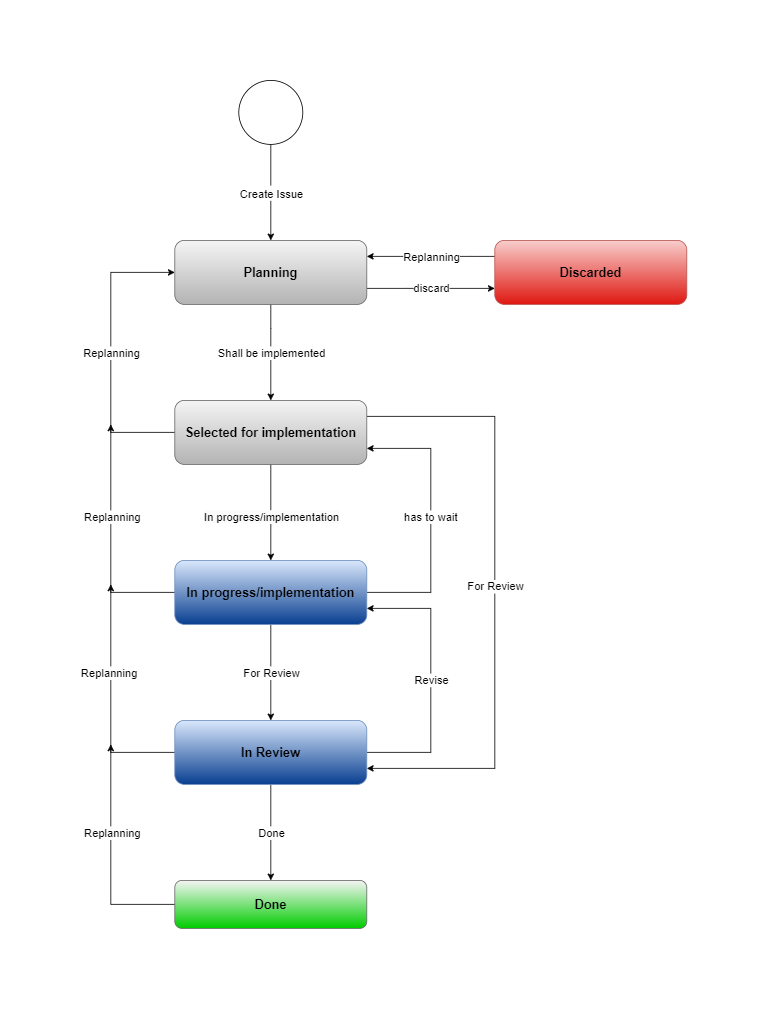 Create Issue
Planning
Replanning
discard
Discarded
Replanning
Shall be implemented
Selected for implementation
Replanning
In progress/implementation
has to wait
In progress/implementation
For Review
Replanning
For Review
Revise
In Review
Replanning
Done
Done